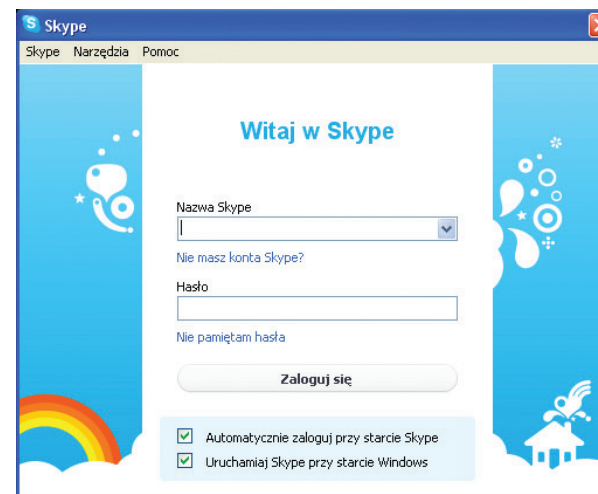 Skype
Skype Narzędzia Pomoc
Witaj w Skype
Nazwa Skype
Nie masz konta Skype?
Hasło
Nie pamiętam hasła
Zaloguj się
Automatycznie zaloguj przy starcie Skype
Uruchamiaj Skype przy starcie Windows